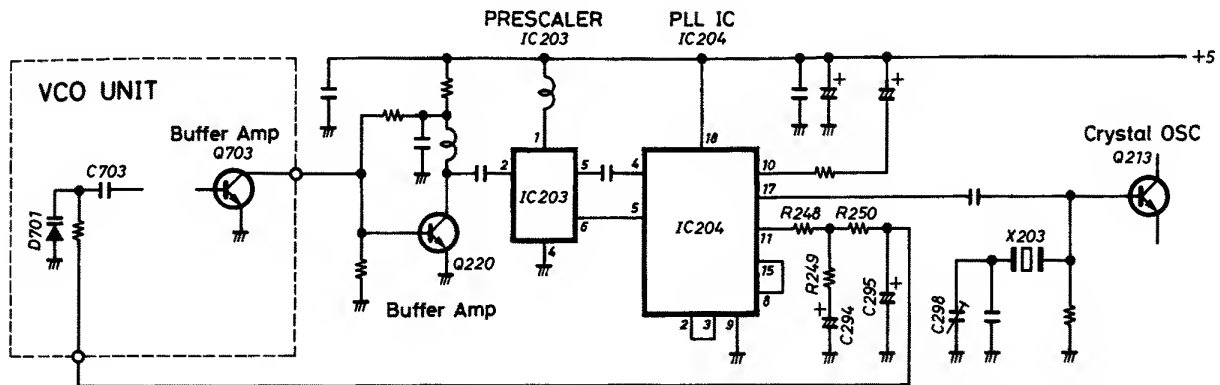 PRESCALER
IC203
PLL IC
IC204
+5
VCO UNIT
Buffer Amp
Q703
C703
D701
1
2
5
6
4
IC203
Q220
Buffer Amp
18
4
5
10
17
11
15
8
2
3
9
IC204
R248
R250
R249
C294
C295
Crystal OSC
Q213
X203
C298